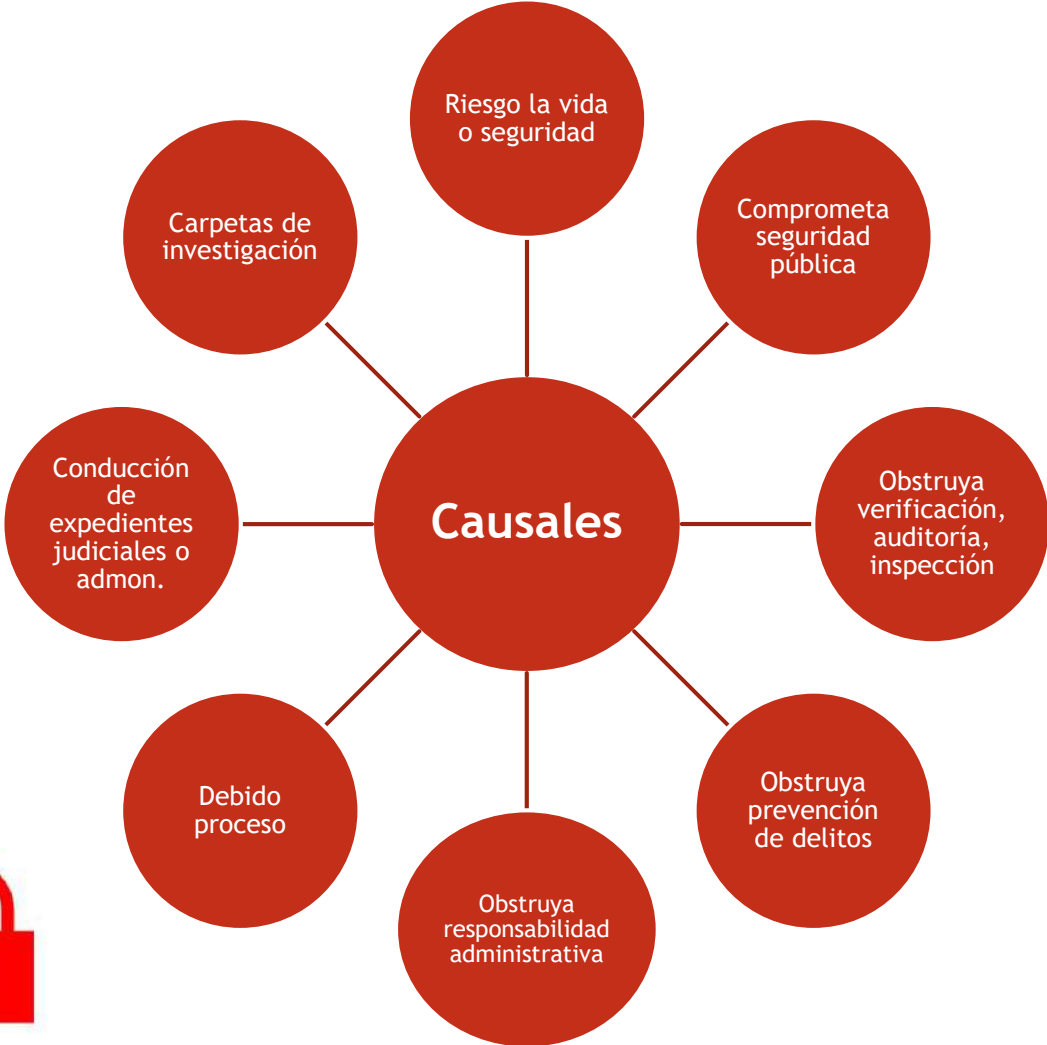 Riesgo la vida
o seguridad
Comprometa
seguridad
pública
Obstruya
verificación,
auditoría,
inspección
Obstruya
prevención
de delitos
Obstruya
responsabilidad
administrativa
Debido
proceso
Conducción
de
expedientes
judiciales o
admon.
Carpetas de
investigación
Causales